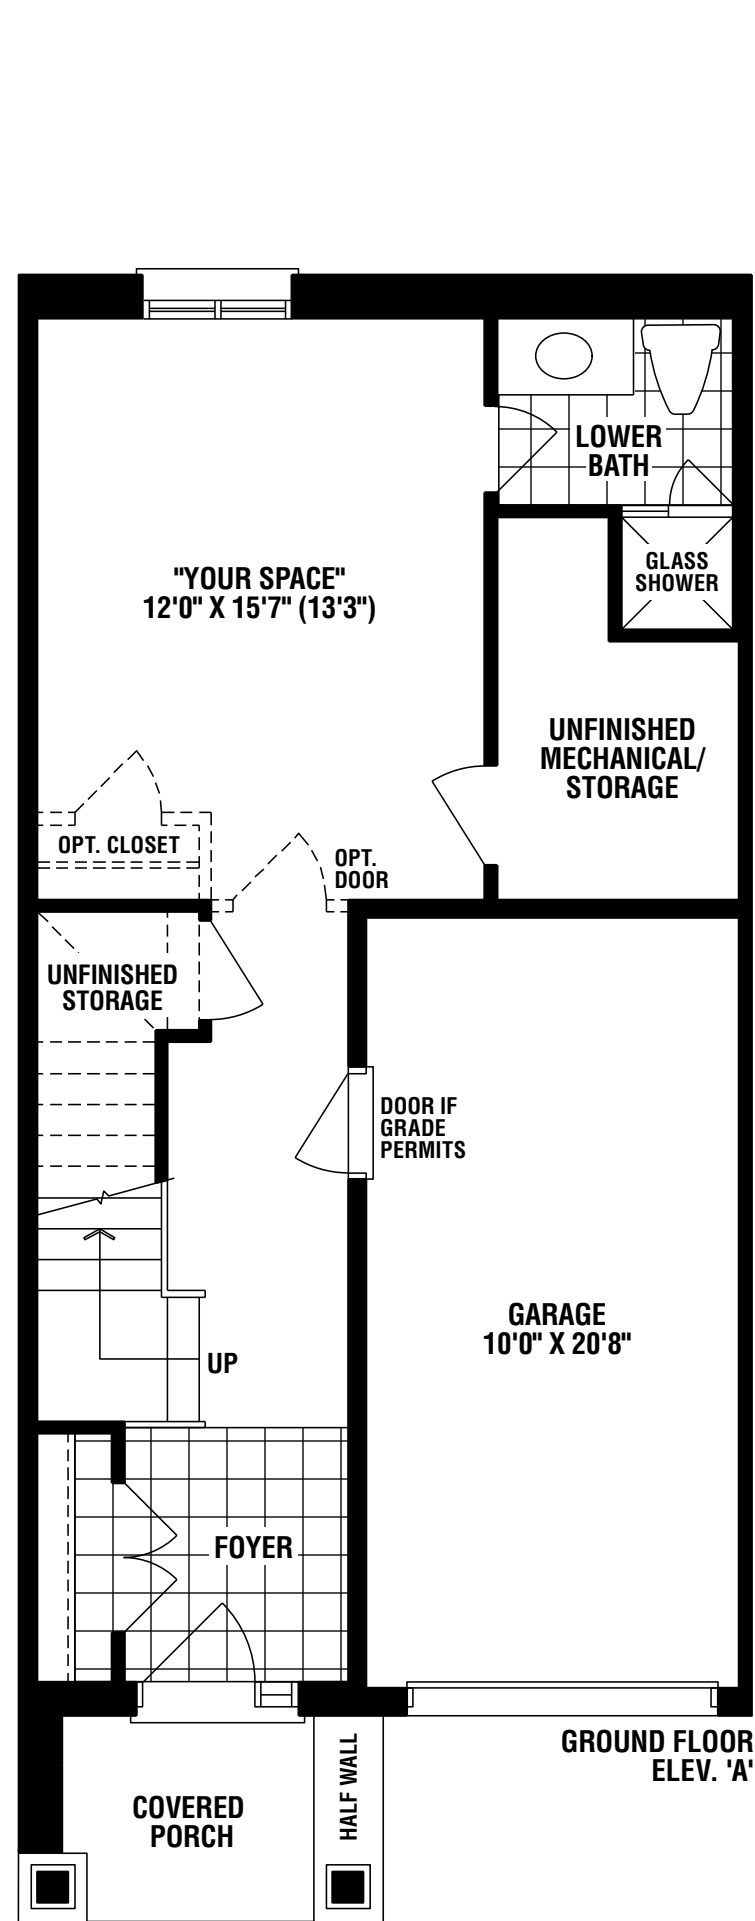 LOWER
BATH
GLASS
SHOWER
"YOUR SPACE"
12'0" X 15'7" (13'3")
UNFINISHED
MECHANICAL/
STORAGE
OPT. CLOSET
OPT.
DOOR
UNFINISHED
STORAGE
DOOR IF
GRADE
PERMITS
GARAGE
10'0" X 20'8"
UP
FOYER
GROUND FLOOR
ELEV. 'A'
HALF WALL
COVERED
PORCH